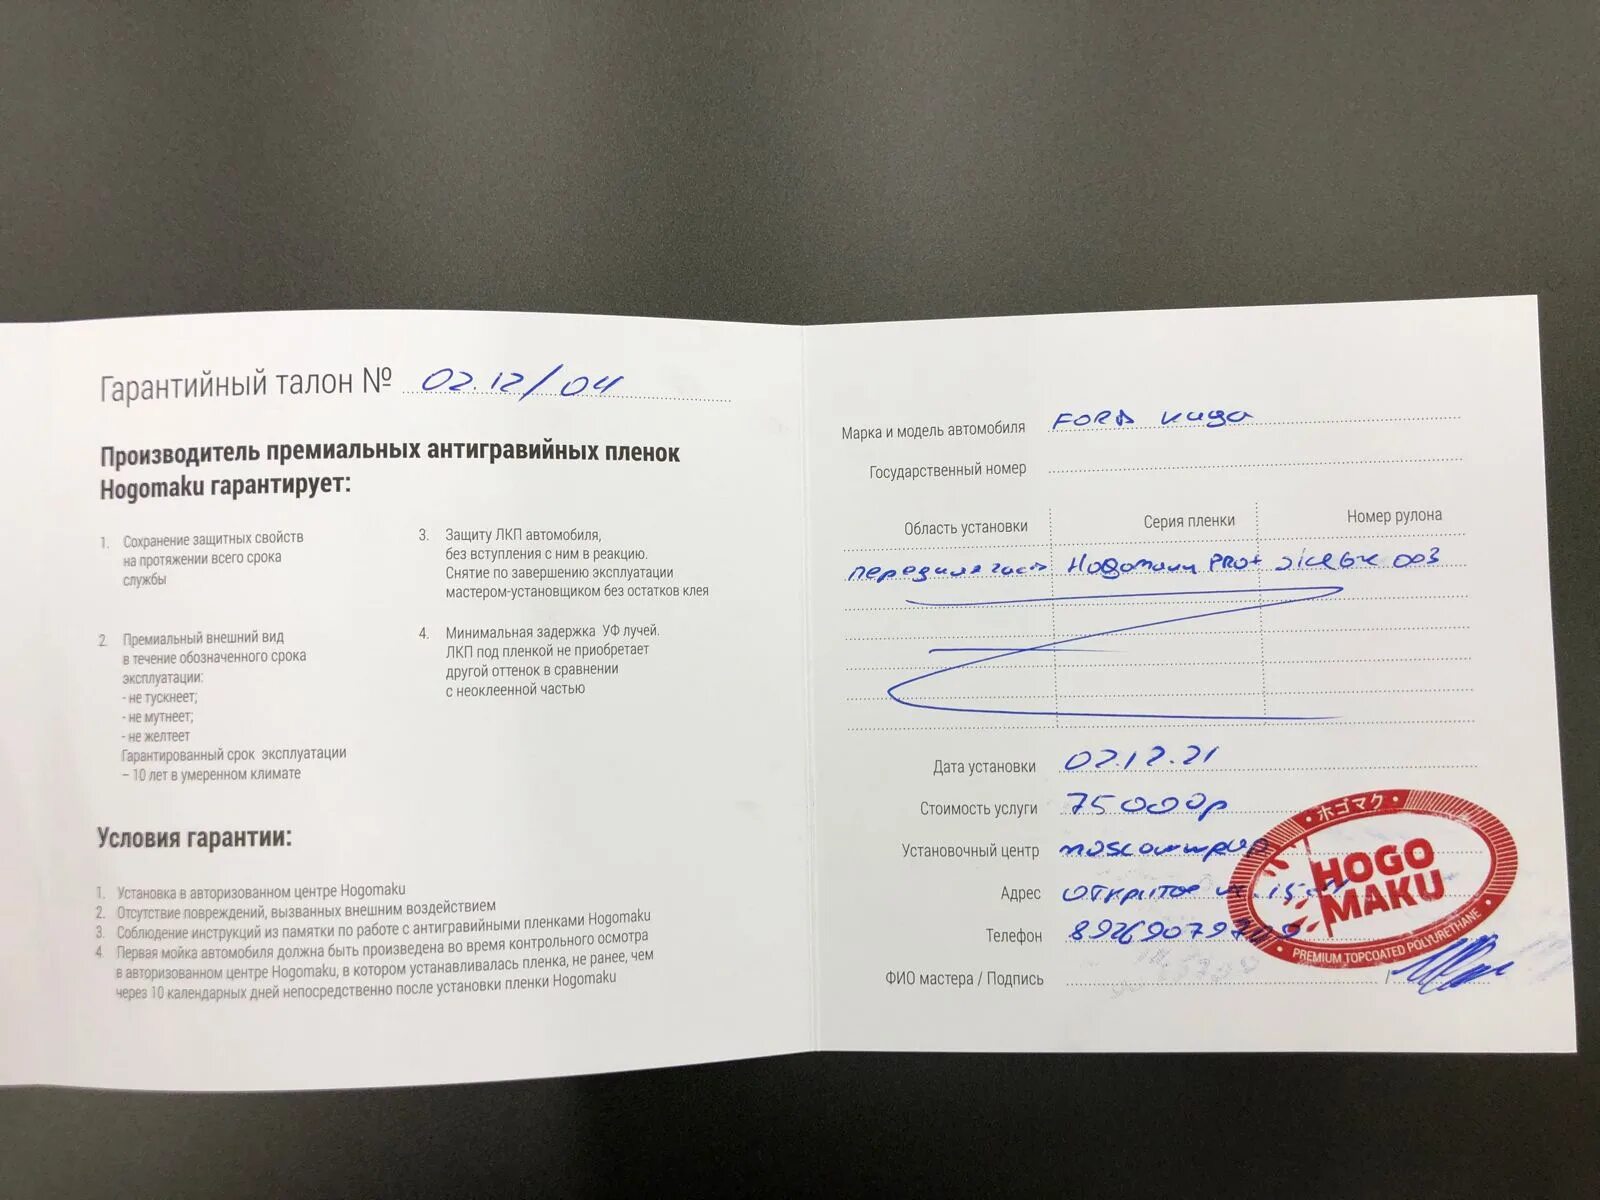 Гарантийный талон № 02.12/04
Производитель премиальных антигравийных пленок
Hogomaku гарантирует:
1. Сохранение защитных свойств
на протяжении всего срока
службы
2. Премиальный внешний вид
в течение обозначенного срока
эксплуатации:
- не тускнеет;
- не мутнеет;
- не желтеет
Гарантированный срок эксплуатации
– 10 лет в умеренном климате
3. Защиту ЛКП автомобиля,
без вступления с ним в реакцию.
Снятие по завершению эксплуатации
мастером-установщиком без остатков клея
4. Минимальная задержка УФ лучей.
ЛКП под пленкой не приобретает
другой оттенок в сравнении
с неоклеенной частью
Условия гарантии:
1. Установка в авторизованном центре Hogomaku
2. Отсутствие повреждений, вызванных внешним воздействием
3. Соблюдение инструкций из памятки по работе с антигравийными пленками Hogomaku
4. Первая мойка автомобиля должна быть произведена во время контрольного осмотра
в авторизованном центре Hogomaku, в котором устанавливалась пленка, не ранее, чем
через 10 календарных дней непосредственно после установки пленки Hogomaku
Марка и модель автомобиля FORD куга
Государственный номер
Область установки Серия пленки Номер рулона
передняя часть PRO+ 003
Дата установки 02.12.21
Стоимость услуги 75000р
Установочный центр
Адрес Открытое ш.
Телефон
ФИО мастера / Подпись /
ホゴマク
HOGO
MAKU
PREMIUM TOPCOATED POLYURETHANE